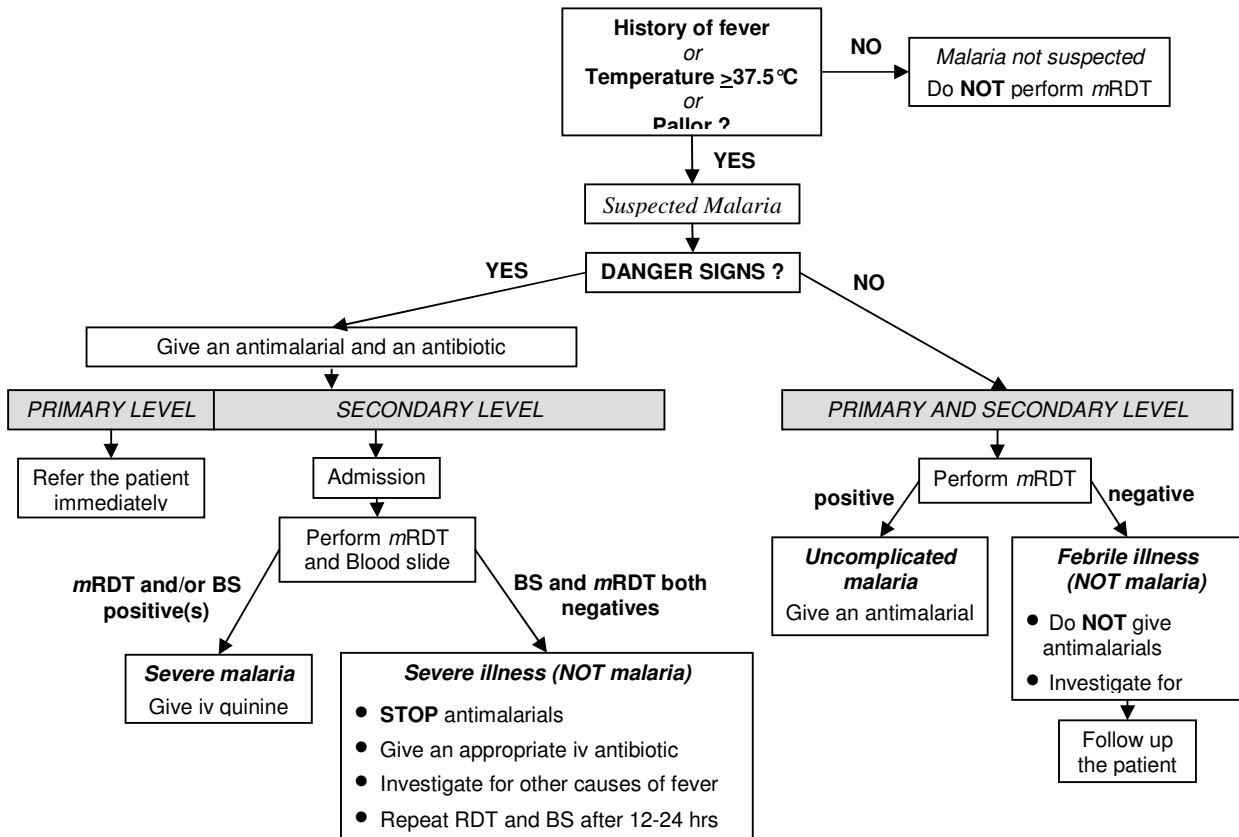 History of fever
or
Temperature ≥37.5°C
or
Pallor ?
NO
Malaria not suspected
Do NOT perform mRDT
YES
Suspected Malaria
DANGER SIGNS ?
YES
NO
Give an antimalarial and an antibiotic
PRIMARY LEVEL
SECONDARY LEVEL
PRIMARY AND SECONDARY LEVEL
Refer the patient
immediately
Admission
Perform mRDT
and Blood slide
mRDT and/or BS
positive(s)
BS and mRDT both
negatives
Severe malaria
Give iv quinine
Severe illness (NOT malaria)
• STOP antimalarials
• Give an appropriate iv antibiotic
• Investigate for other causes of fever
• Repeat RDT and BS after 12-24 hrs
Perform mRDT
positive
negative
Uncomplicated
malaria
Give an antimalarial
Febrile illness
(NOT malaria)
• Do NOT give
antimalarials
• Investigate for
Follow up
the patient